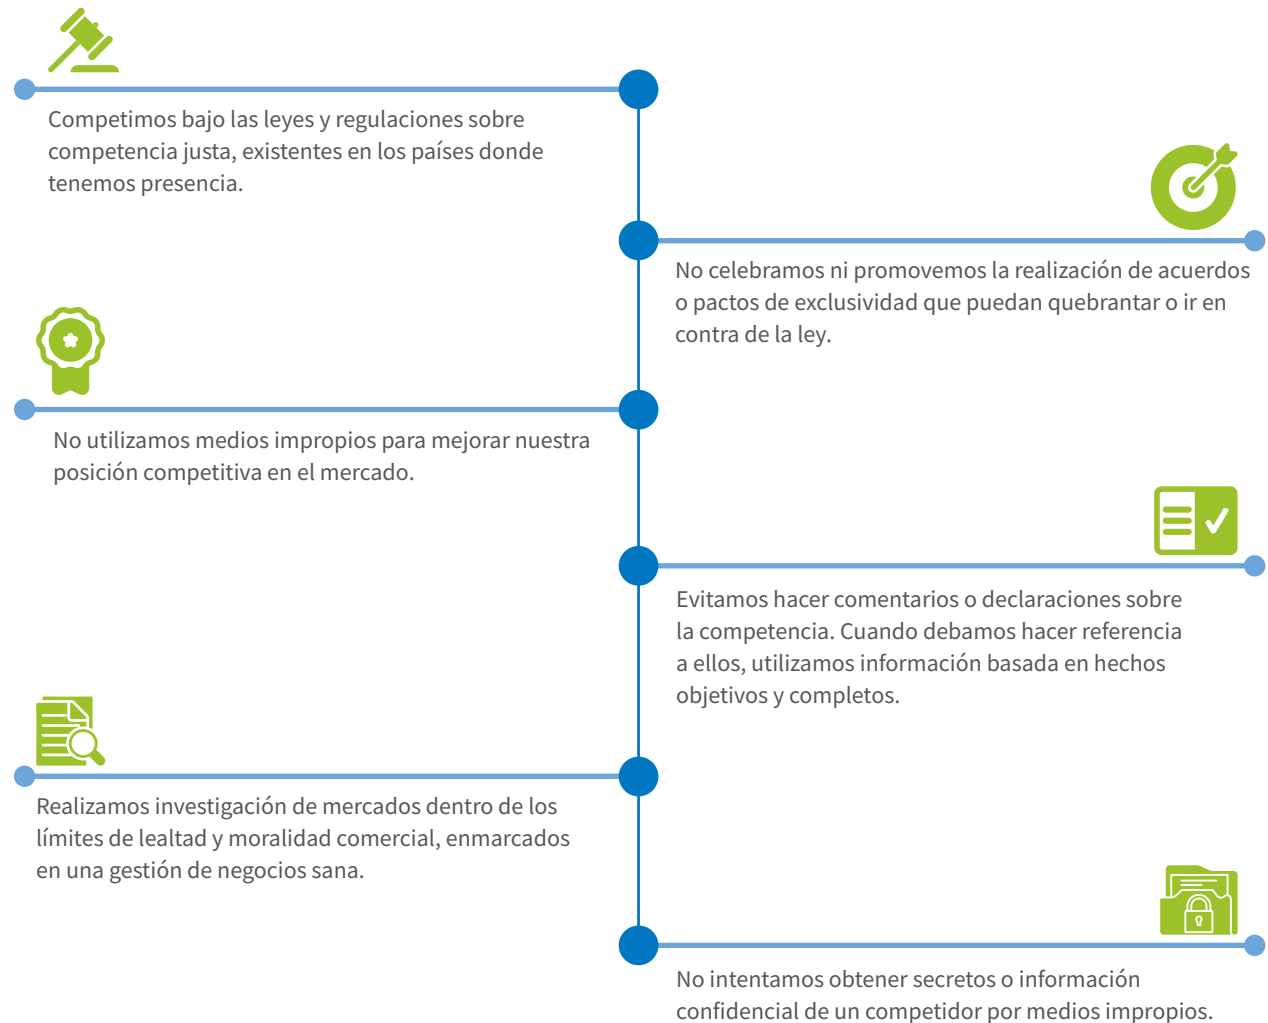 Competimos bajo las leyes y regulaciones sobre
competencia justa, existentes en los países donde
tenemos presencia.
No celebramos ni promovemos la realización de acuerdos
o pactos de exclusividad que puedan quebrantar o ir en
contra de la ley.
No utilizamos medios impropios para mejorar nuestra
posición competitiva en el mercado.
Evitamos hacer comentarios o declaraciones sobre
la competencia. Cuando debamos hacer referencia
a ellos, utilizamos información basada en hechos
objetivos y completos.
Realizamos investigación de mercados dentro de los
límites de lealtad y moralidad comercial, enmarcados
en una gestión de negocios sana.
No intentamos obtener secretos o información
confidencial de un competidor por medios impropios.